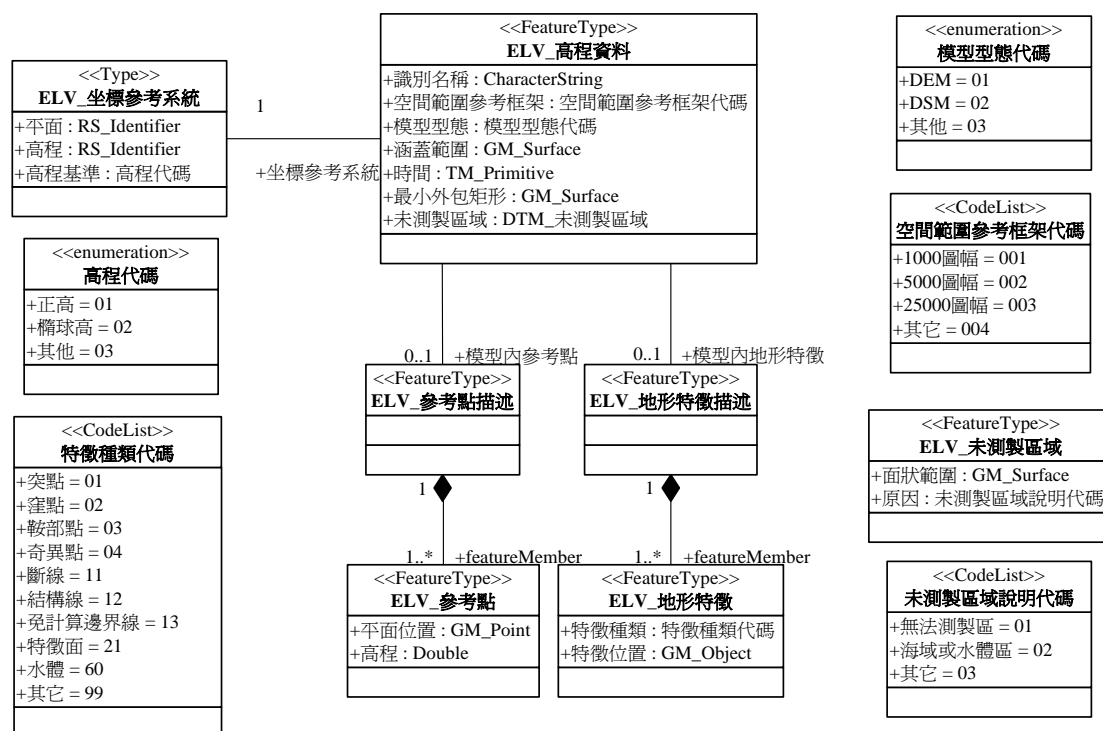 <<Type>>
ELV_坐標參考系統
+平面 : RS_Identifier
+高程 : RS_Identifier
+高程基準 : 高程代碼
1
+坐標參考系統
<<FeatureType>>
ELV_高程資料
+識別名稱 : CharacterString
+空間範圍參考框架 : 空間範圍參考框架代碼
+模型型態 : 模型型態代碼
+涵蓋範圍 : GM_Surface
+時間 : TM_Primitive
+最小外包矩形 : GM_Surface
+未測製區域 : DTM_未測製區域
<<enumeration>>
模型型態代碼
+DEM = 01
+DSM = 02
+其他 = 03
<<enumeration>>
高程代碼
+正高 = 01
+橢球高 = 02
+其他 = 03
<<CodeList>>
空間範圍參考框架代碼
+1000圖幅 = 001
+5000圖幅 = 002
+25000圖幅 = 003
+其它 = 004
0..1
+模型內參考點
0..1
+模型內地形特徵
<<FeatureType>>
ELV_參考點描述
<<FeatureType>>
ELV_地形特徵描述
1
1
1..*
+featureMember
1..*
+featureMember
<<CodeList>>
特徵種類代碼
+突點 = 01
+窪點 = 02
+鞍部點 = 03
+奇異點 = 04
+斷線 = 11
+結構線 = 12
+免計算邊界線 = 13
+特徵面 = 21
+水體 = 60
+其它 = 99
<<FeatureType>>
ELV_參考點
+平面位置 : GM_Point
+高程 : Double
<<FeatureType>>
ELV_地形特徵
+特徵種類 : 特徵種類代碼
+特徵位置 : GM_Object
<<FeatureType>>
ELV_未測製區域
+面狀範圍 : GM_Surface
+原因 : 未測製區域說明代碼
<<CodeList>>
未測製區域說明代碼
+無法測製區 = 01
+海域或水體區 = 02
+其它 = 03